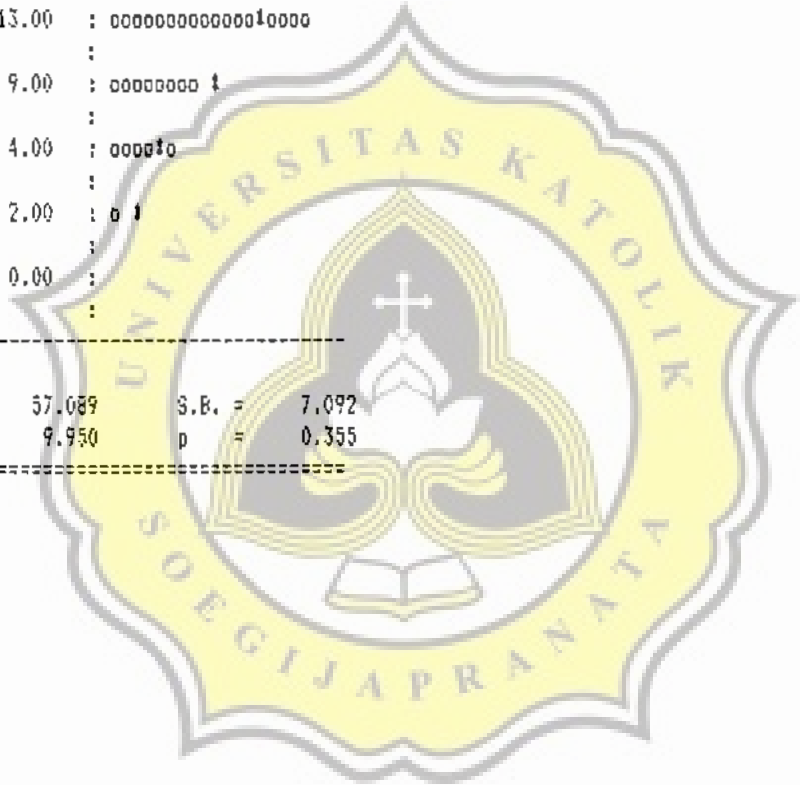 13.00 : oooooooooooooo*oooo
:
9.00 : oooooooo *
:
4.00 : oooo*o
:
2.00 : o *
:
0.00 :
:
--------------------------------
57.089 S.B. = 7.092
9.950 p = 0.355
================================
UNIVERSITAS KATOLIK
SOEGIJAPRANATA